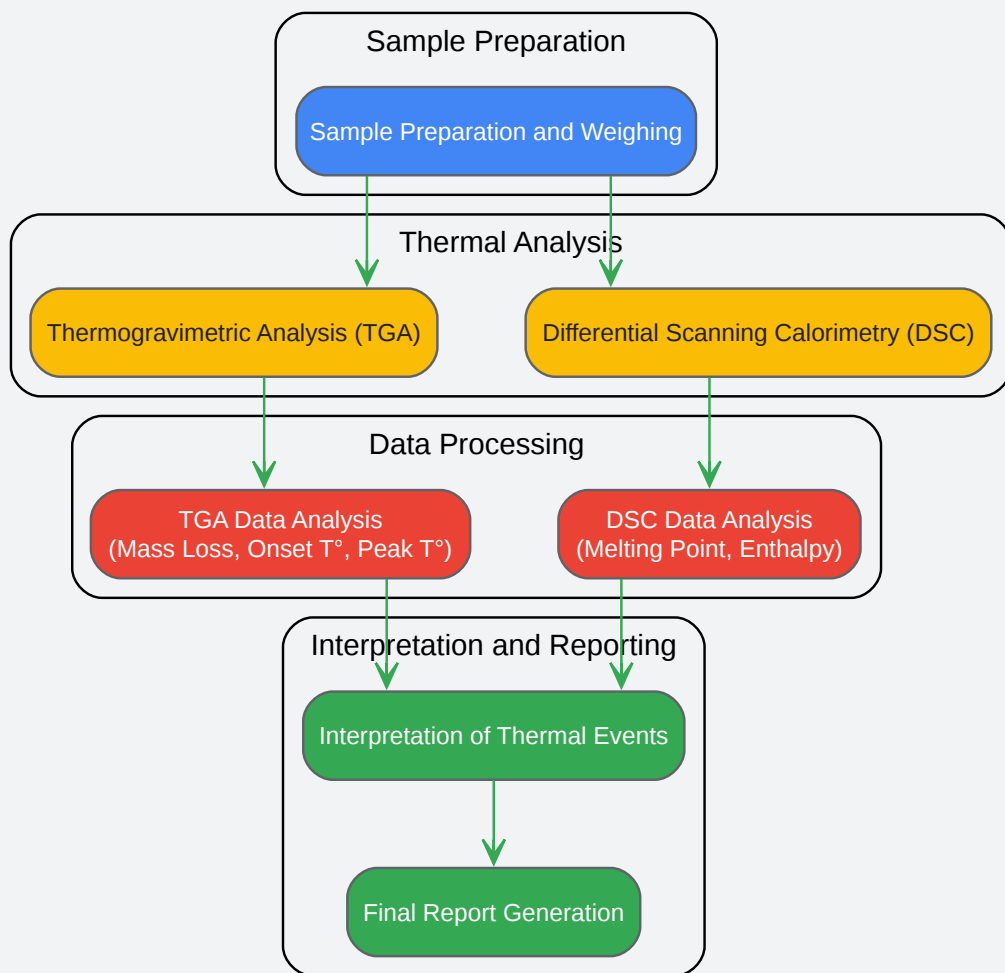 Sample Preparation
Sample Preparation and Weighing
Thermal Analysis
Thermogravimetric Analysis (TGA)
Differential Scanning Calorimetry (DSC)
Data Processing
TGA Data Analysis
(Mass Loss, Onset T°, Peak T°)
DSC Data Analysis
(Melting Point, Enthalpy)
Interpretation and Reporting
Interpretation of Thermal Events
Final Report Generation